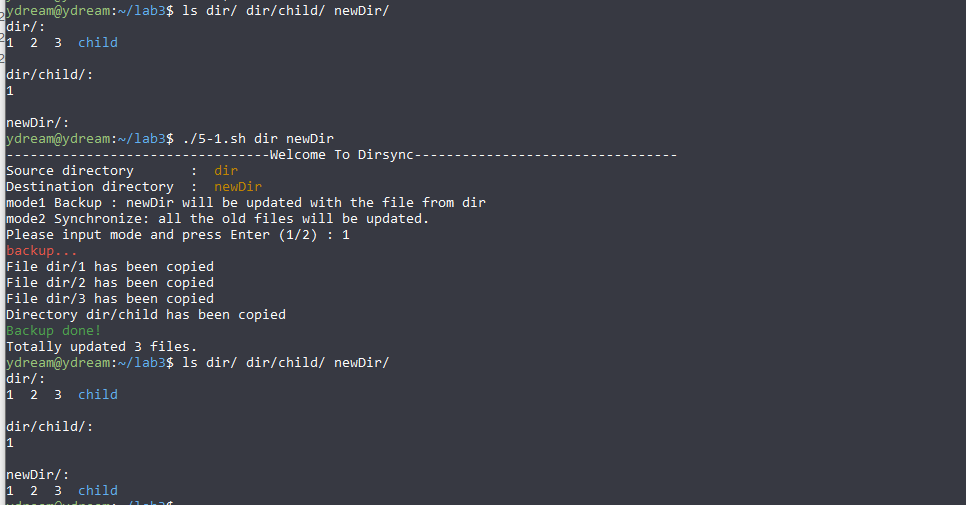 ydream@ydream:~/lab3$ ls dir/ dir/child/ newDir/
dir/:
1  2  3  child

dir/child/:
1

newDir/:
ydream@ydream:~/lab3$ ./5-1.sh dir newDir
---------------------------------Welcome To Dirsync---------------------------------
Source directory       :  dir
Destination directory  :  newDir
mode1 Backup : newDir will be updated with the file from dir
mode2 Synchronize: all the old files will be updated.
Please input mode and press Enter (1/2) : 1
backup...
File dir/1 has been copied
File dir/2 has been copied
File dir/3 has been copied
Directory dir/child has been copied
Backup done!
Totally updated 3 files.
ydream@ydream:~/lab3$ ls dir/ dir/child/ newDir/
dir/:
1  2  3  child

dir/child/:
1

newDir/:
1  2  3  child
ydream@ydream:~/lab3$